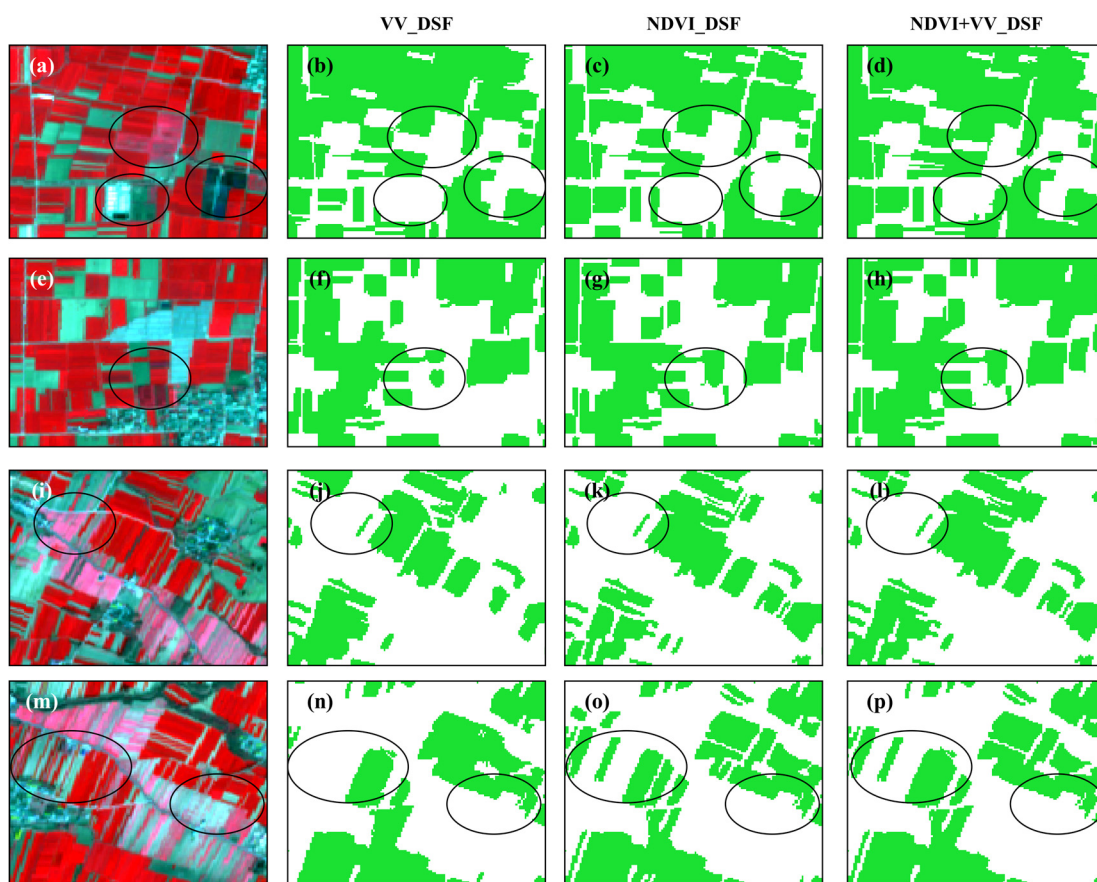 VV_DSF NDVI_DSF NDVI+VV_DSF
(a) (b) (c) (d)
(e) (f) (g) (h)
(i) (j) (k) (l)
(m) (n) (o) (p)